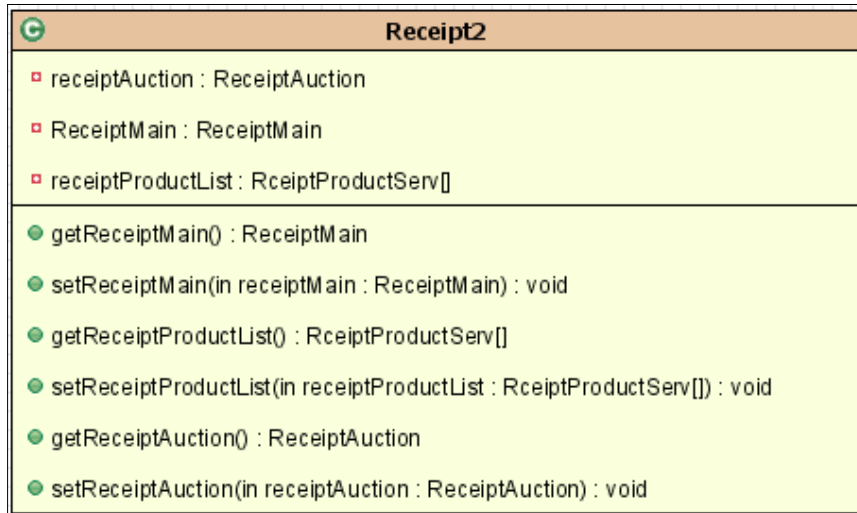 C Receipt2
receiptAuction : ReceiptAuction
ReceiptMain : ReceiptMain
receiptProductList : RceiptProductServ[]
getReceiptMain() : ReceiptMain
setReceiptMain(in receiptMain : ReceiptMain) : void
getReceiptProductList() : RceiptProductServ[]
setReceiptProductList(in receiptProductList : RceiptProductServ[]) : void
getReceiptAuction() : ReceiptAuction
setReceiptAuction(in receiptAuction : ReceiptAuction) : void